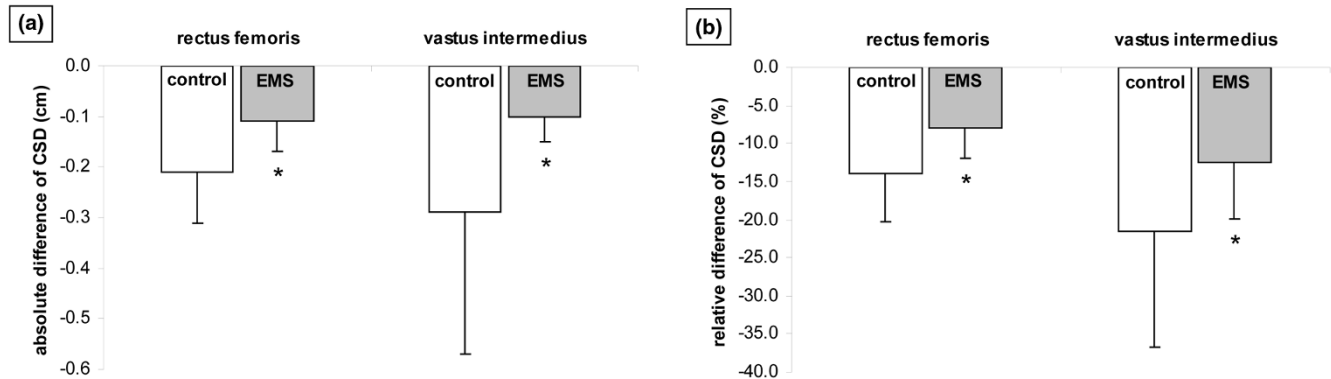 (a)
rectus femoris vastus intermedius
0.0
-0.1
-0.2
-0.3
-0.4
-0.5
-0.6
absolute difference of CSD (cm)
control EMS control EMS
* *
(b)
rectus femoris vastus intermedius
0.0
-5.0
-10.0
-15.0
-20.0
-25.0
-30.0
-35.0
-40.0
relative difference of CSD (%)
control EMS control EMS
*
*